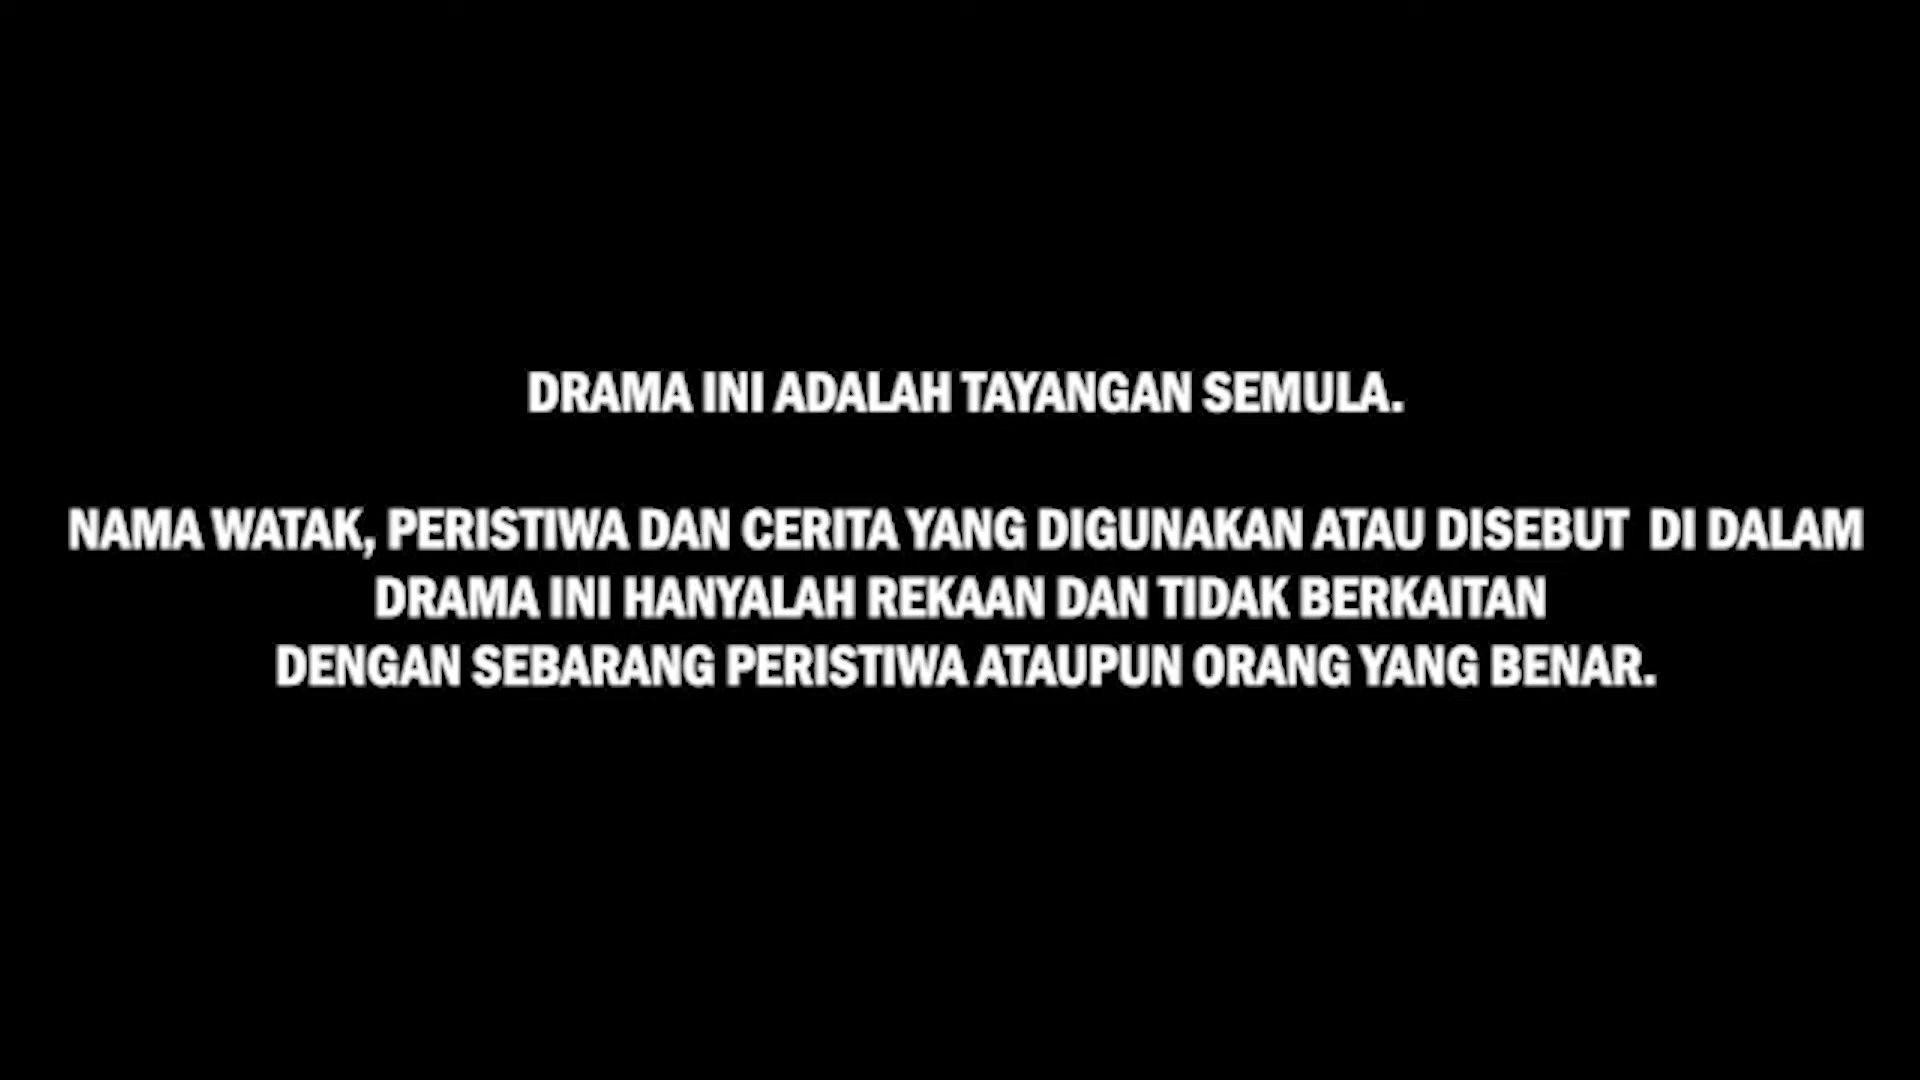 DRAMA INI ADALAH TAYANGAN SEMULA.
NAMA WATAK, PERISTIWA DAN CERITA YANG DIGUNAKAN ATAU DISEBUT DI DALAM
DRAMA INI HANYALAH REKAAN DAN TIDAK BERKAITAN
DENGAN SEBARANG PERISTIWA ATAUPUN ORANG YANG BENAR.